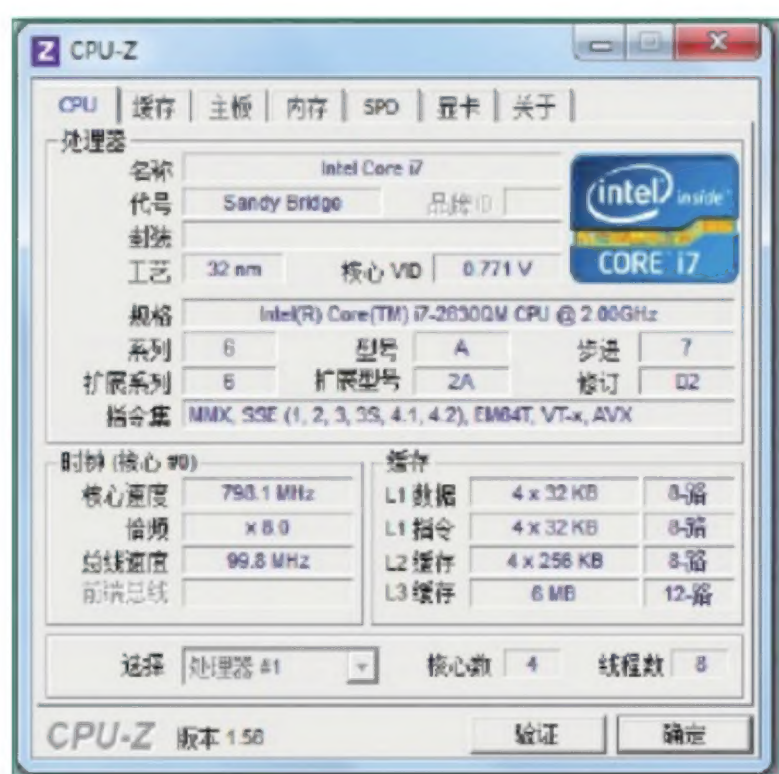 CPU-Z
CPU 缓存 主板 内存 SPD 显卡 关于
处理器
名称 Intel Core i7
代号 Sandy Bridge 品牌 ID
封装
工艺 32 nm 核心 VID 0.771 V
intel inside™
CORE i7
规格 Intel(R) Core(TM) i7-2630QM CPU @ 2.00GHz
系列 6 型号 A 步进 7
扩展系列 6 扩展型号 2A 修订 D2
指令集 MMX, SSE (1, 2, 3, 3S, 4.1, 4.2), EM64T, VT-x, AVX
时钟 (核心 #0)
核心速度 798.1 MHz
倍频 x 8.0
总线速度 99.8 MHz
前端总线
缓存
L1 数据 4 x 32 KB 8-路
L1 指令 4 x 32 KB 8-路
L2 缓存 4 x 256 KB 8-路
L3 缓存 6 MB 12-路
选择 处理器 #1 核心数 4 线程数 8
CPU-Z 版本 1.56 验证 确定